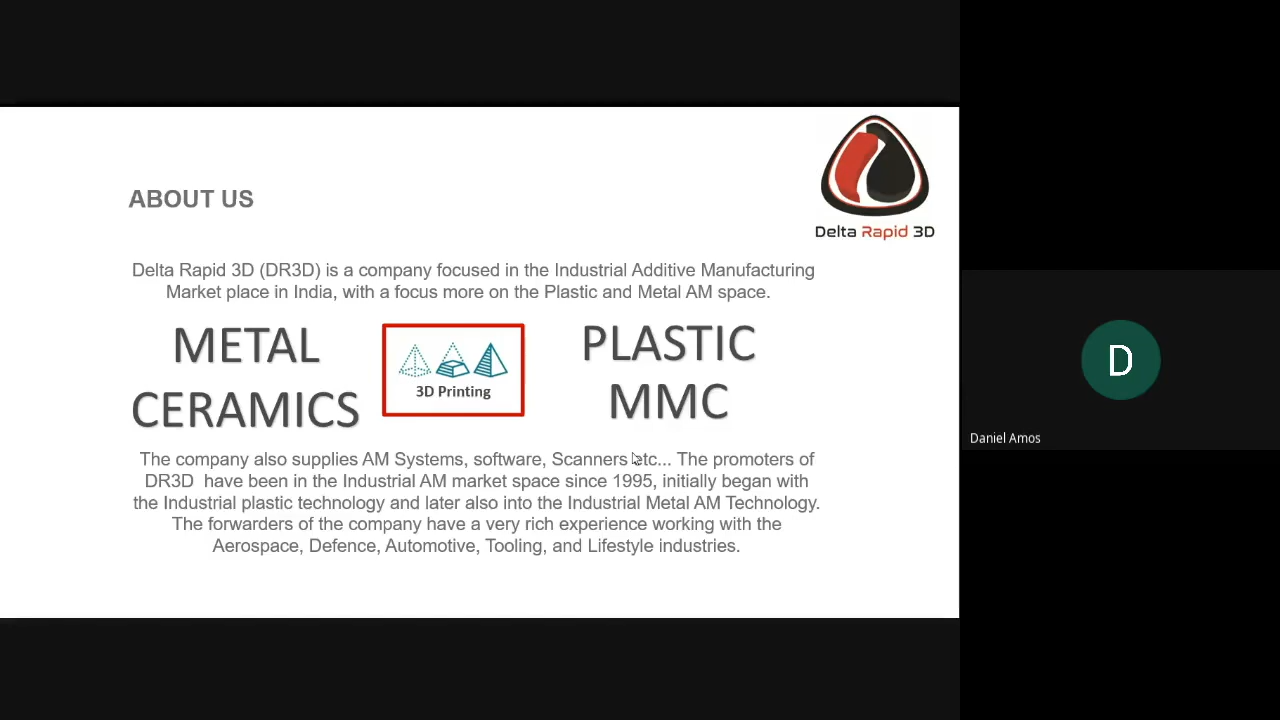 Delta Rapid 3D
ABOUT US
Delta Rapid 3D (DR3D) is a company focused in the Industrial Additive Manufacturing
Market place in India, with a focus more on the Plastic and Metal AM space.
METAL
CERAMICS
3D Printing
PLASTIC
MMC
The company also supplies AM Systems, software, Scanners etc... The promoters of
DR3D have been in the Industrial AM market space since 1995, initially began with
the Industrial plastic technology and later also into the Industrial Metal AM Technology.
The forwarders of the company have a very rich experience working with the
Aerospace, Defence, Automotive, Tooling, and Lifestyle industries.
D
Daniel Amos